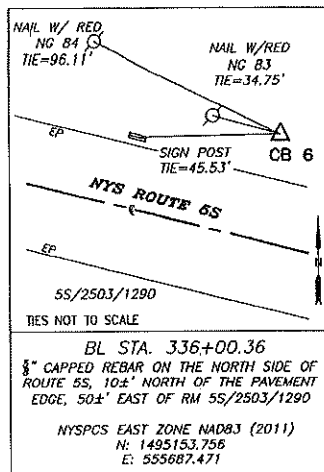 NAIL W/ RED
NG 84
TIE=96.11'
NAIL W/RED
NG 83
TIE=34.75'
EP
SIGN POST
TIE=45.53'
CB 6
NYS ROUTE 5S
EP
N
5S/2503/1290
TIES NOT TO SCALE
BL STA. 336+00.36
5/8" CAPPED REBAR ON THE NORTH SIDE OF
ROUTE 5S, 10±' NORTH OF THE PAVEMENT
EDGE, 50±' EAST OF RM 5S/2503/1290
NYSPCS EAST ZONE NAD83 (2011)
N: 1495153.756
E: 555687.471